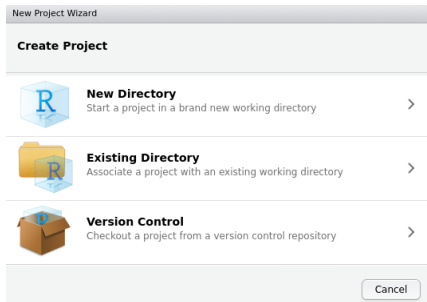 New Project Wizard
Create Project
R
New Directory
Start a project in a brand new working directory
R
Existing Directory
Associate a project with an existing working directory
Version Control
Checkout a project from a version control repository
Cancel